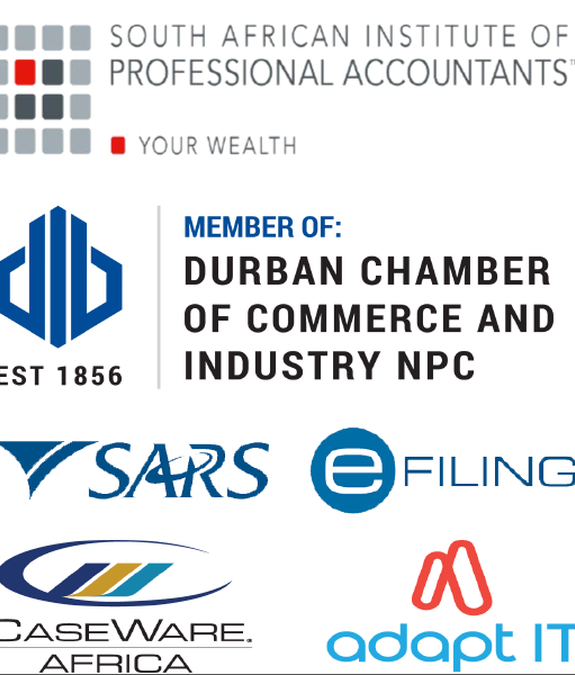 SOUTH AFRICAN INSTITUTE OF
PROFESSIONAL ACCOUNTANTS
YOUR WEALTH
MEMBER OF:
DURBAN CHAMBER
OF COMMERCE AND
INDUSTRY NPC
EST 1856
SARS
e FILING
CASEWARE.
AFRICA
adapt IT